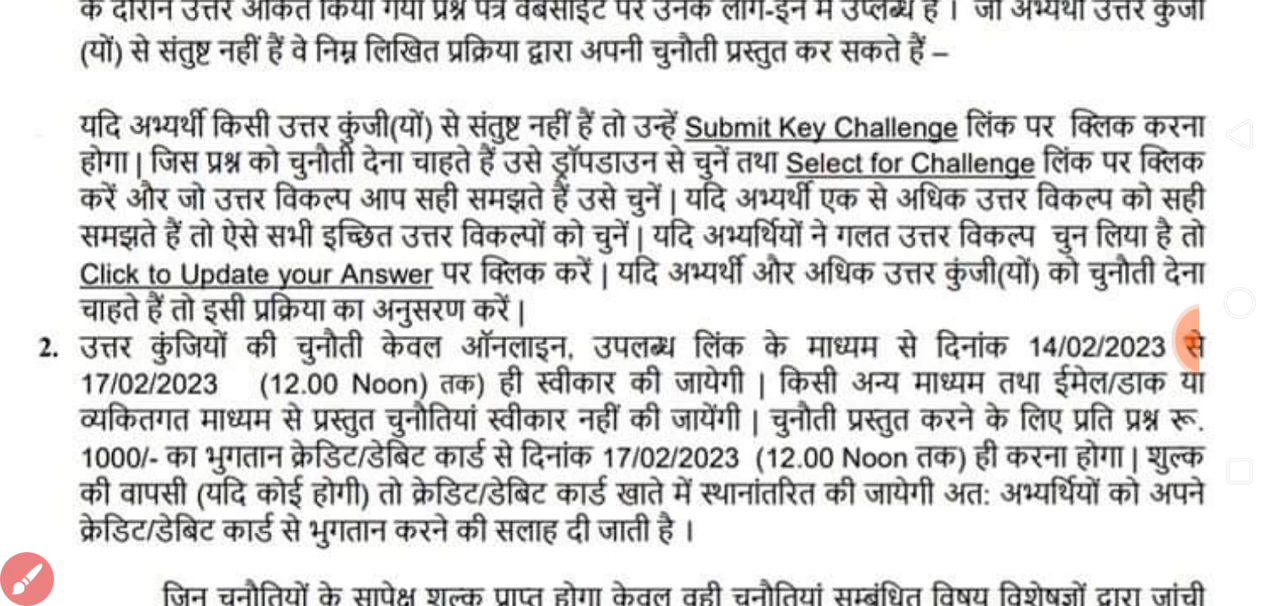 के दौरान उत्तर अंकित किया गया प्रश्न पत्र वेबसाइट पर उनके लॉग-इन में उपलब्ध है । जो अभ्यर्थी उत्तर कुंजी
(यों) से संतुष्ट नहीं हैं वे निम्न लिखित प्रक्रिया द्वारा अपनी चुनौती प्रस्तुत कर सकते हैं –
यदि अभ्यर्थी किसी उत्तर कुंजी(यों) से संतुष्ट नहीं हैं तो उन्हें Submit Key Challenge लिंक पर क्लिक करना
होगा | जिस प्रश्न को चुनौती देना चाहते हैं उसे ड्रॉपडाउन से चुनें तथा Select for Challenge लिंक पर क्लिक
करें और जो उत्तर विकल्प आप सही समझते हैं उसे चुनें | यदि अभ्यर्थी एक से अधिक उत्तर विकल्प को सही
समझते हैं तो ऐसे सभी इच्छित उत्तर विकल्पों को चुनें | यदि अभ्यर्थियों ने गलत उत्तर विकल्प चुन लिया है तो
Click to Update your Answer पर क्लिक करें | यदि अभ्यर्थी और अधिक उत्तर कुंजी(यों) को चुनौती देना
चाहते हैं तो इसी प्रक्रिया का अनुसरण करें |
2. उत्तर कुंजियों की चुनौती केवल ऑनलाइन, उपलब्ध लिंक के माध्यम से दिनांक 14/02/2023 से
17/02/2023 (12.00 Noon) तक) ही स्वीकार की जायेगी | किसी अन्य माध्यम तथा ईमेल/डाक या
व्यकितगत माध्यम से प्रस्तुत चुनौतियां स्वीकार नहीं की जायेंगी | चुनौती प्रस्तुत करने के लिए प्रति प्रश्न रू.
1000/- का भुगतान क्रेडिट/डेबिट कार्ड से दिनांक 17/02/2023 (12.00 Noon तक) ही करना होगा | शुल्क
की वापसी (यदि कोई होगी) तो क्रेडिट/डेबिट कार्ड खाते में स्थानांतरित की जायेगी अत: अभ्यर्थियों को अपने
क्रेडिट/डेबिट कार्ड से भुगतान करने की सलाह दी जाती है ।
जिन चुनौतियों के सापेक्ष शुल्क प्राप्त होगा केवल वही चुनौतियां सम्बंधित विषय विशेषज्ञों द्वारा जांची